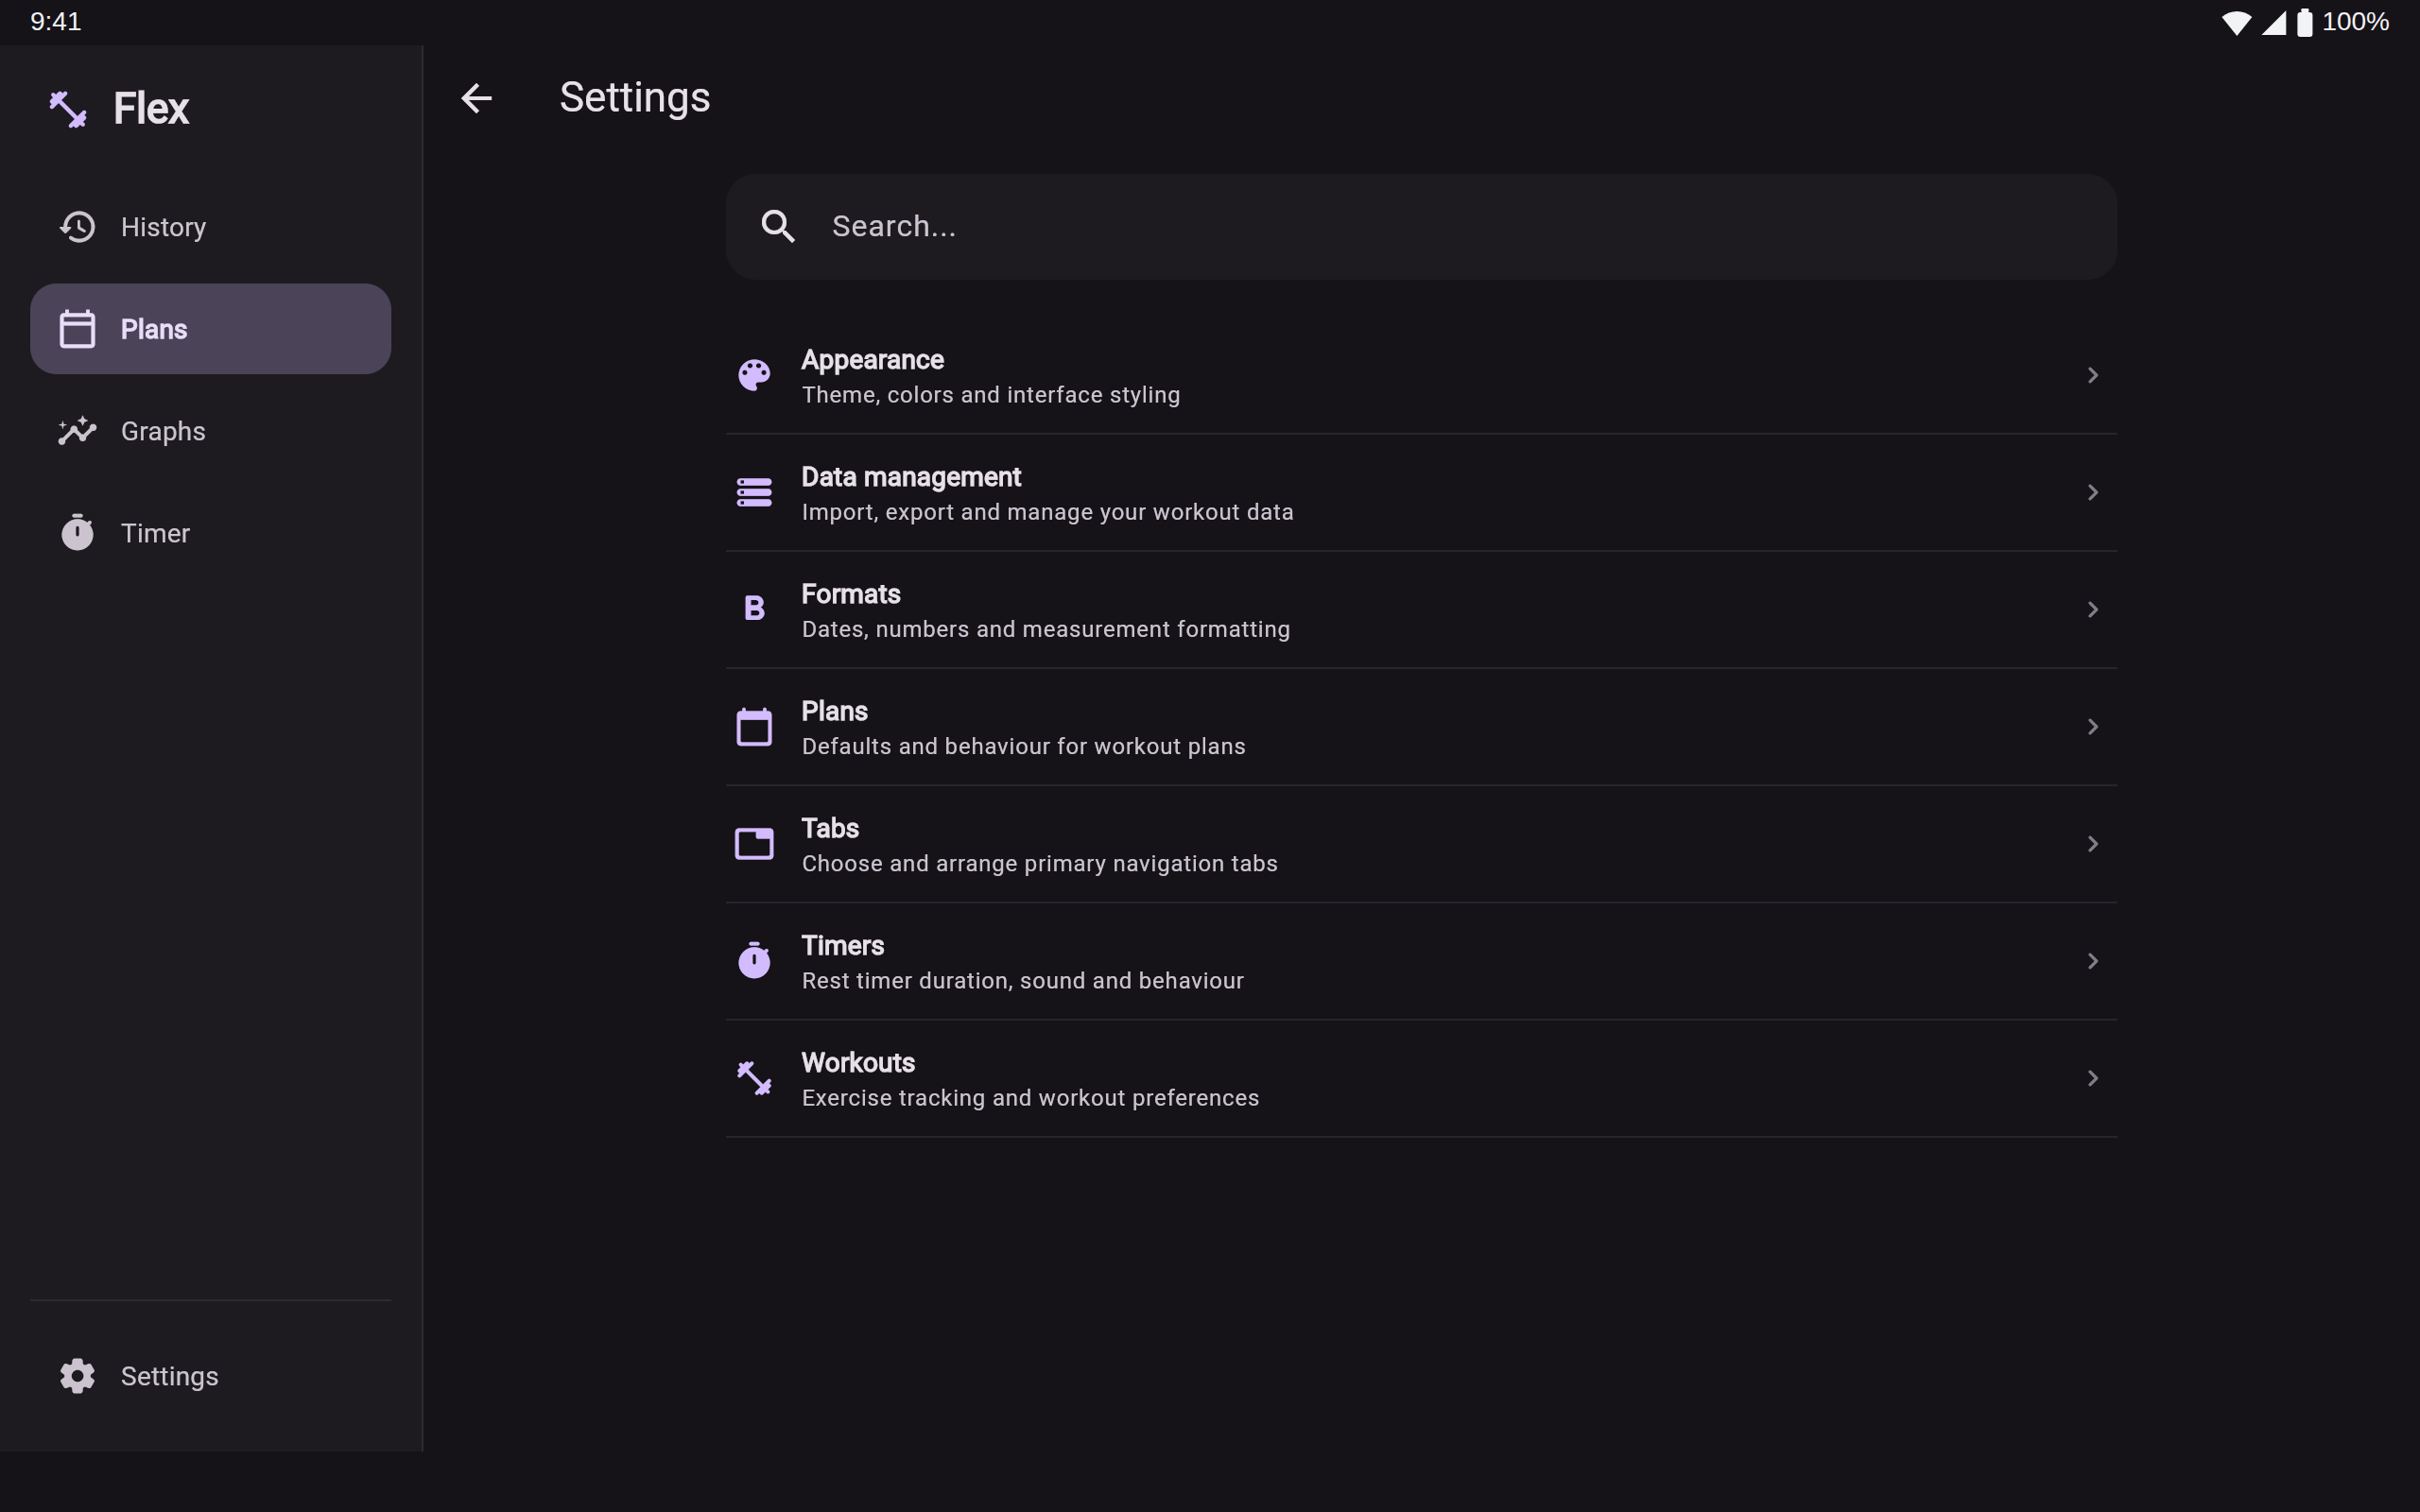 9:41
100%
Flex
History
Plans
Graphs
Timer
Settings
Settings
Search...
Appearance
Theme, colors and interface styling
Data management
Import, export and manage your workout data
Formats
Dates, numbers and measurement formatting
Plans
Defaults and behaviour for workout plans
Tabs
Choose and arrange primary navigation tabs
Timers
Rest timer duration, sound and behaviour
Workouts
Exercise tracking and workout preferences